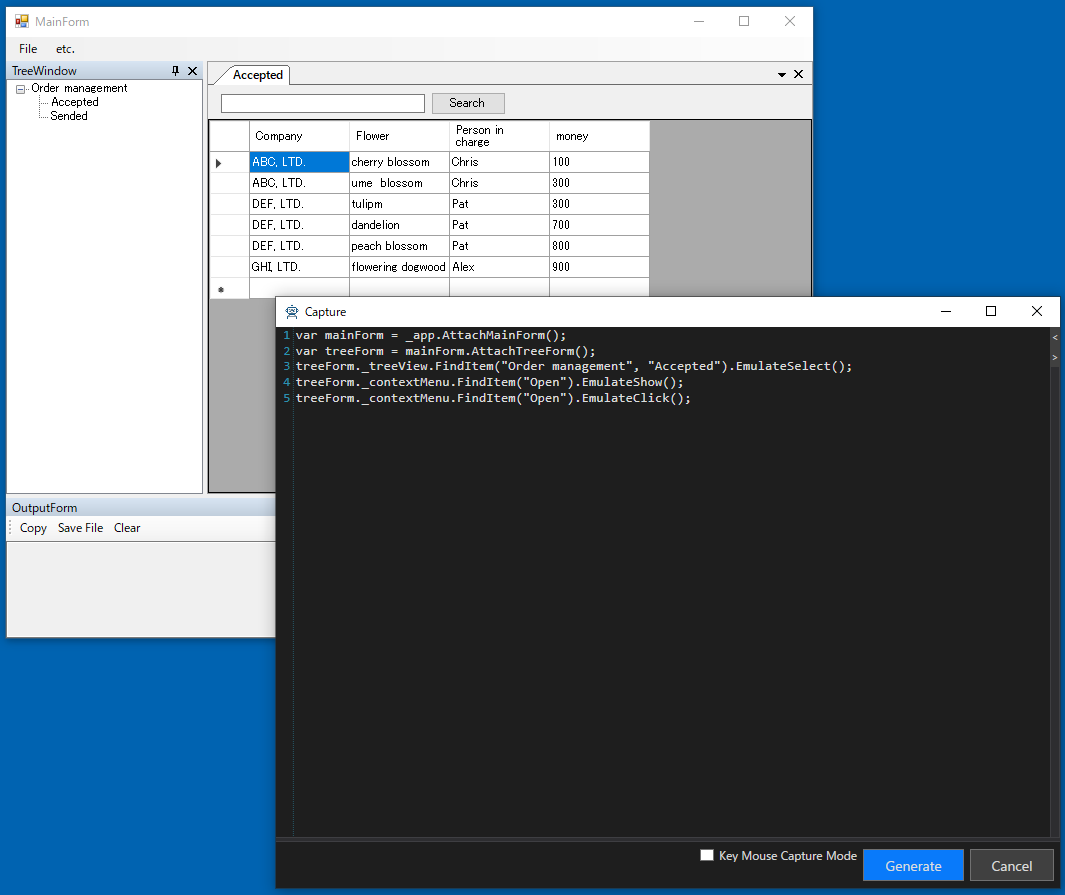 MainForm
File etc.
TreeWindow
Order management
Accepted
Sended
Accepted
Search
Company Flower Person in charge money
ABC, LTD. cherry blossom Chris 100
ABC, LTD. ume blossom Chris 300
DEF, LTD. tulipm Pat 300
DEF, LTD. dandelion Pat 700
DEF, LTD. peach blossom Pat 800
GHI, LTD. flowering dogwood Alex 900
OutputForm
Copy Save File Clear
Capture
1 var mainForm = _app.AttachMainForm();
2 var treeForm = mainForm.AttachTreeForm();
3 treeForm._treeView.FindItem("Order management", "Accepted").EmulateSelect();
4 treeForm._contextMenu.FindItem("Open").EmulateShow();
5 treeForm._contextMenu.FindItem("Open").EmulateClick();
<
>
Key Mouse Capture Mode
Generate
Cancel